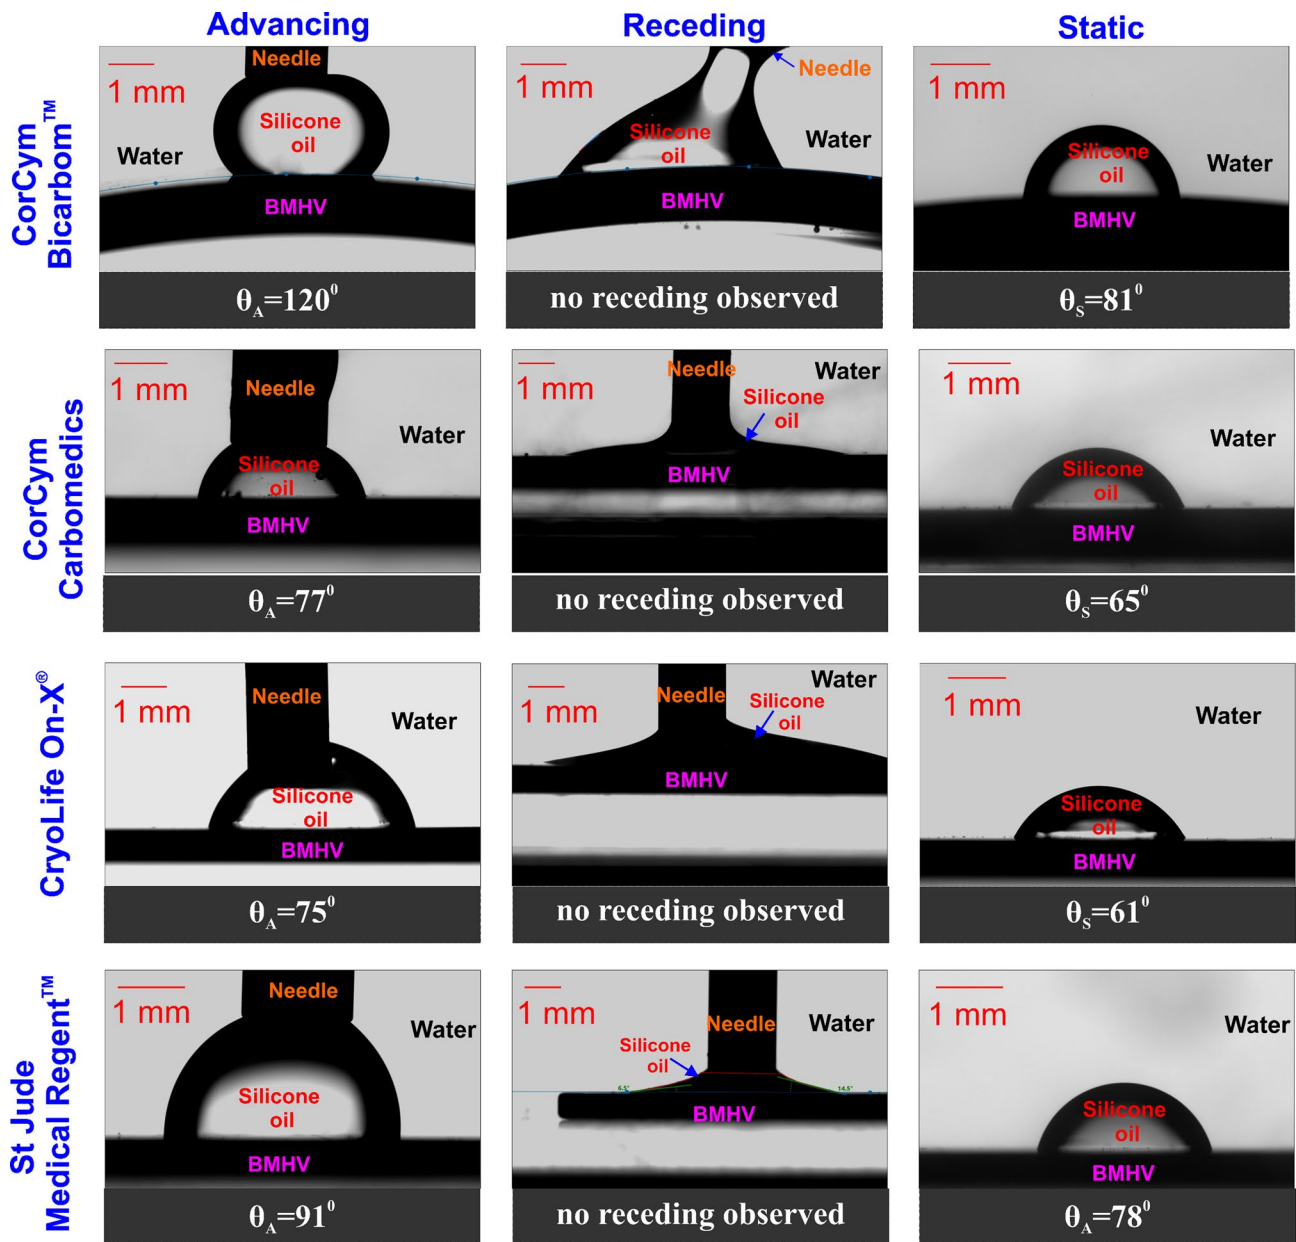 Advancing
Receding
Static
CorCym
Bicarbom™
1 mm
Needle
Silicone
oil
Water
BMHV
θA=120⁰
1 mm
Needle
Silicone
oil
Water
BMHV
no receding observed
1 mm
Silicone
oil
Water
BMHV
θS=81⁰
CorCym
Carbomedics
1 mm
Needle
Silicone
oil
Water
BMHV
θA=77⁰
1 mm
Needle
Water
Silicone
oil
BMHV
no receding observed
1 mm
Water
Silicone
oil
BMHV
θS=65⁰
CryoLife On-X®
1 mm
Needle
Water
Silicone
oil
BMHV
θA=75⁰
1 mm
Needle
Water
Silicone
oil
BMHV
no receding observed
1 mm
Water
Silicone
oil
BMHV
θS=61⁰
St Jude
Medical Regent™
1 mm
Needle
Water
Silicone
oil
BMHV
θA=91⁰
1 mm
Needle
Water
Silicone
oil
6.5°
14.5°
BMHV
no receding observed
1 mm
Water
Silicone
oil
BMHV
θA=78⁰